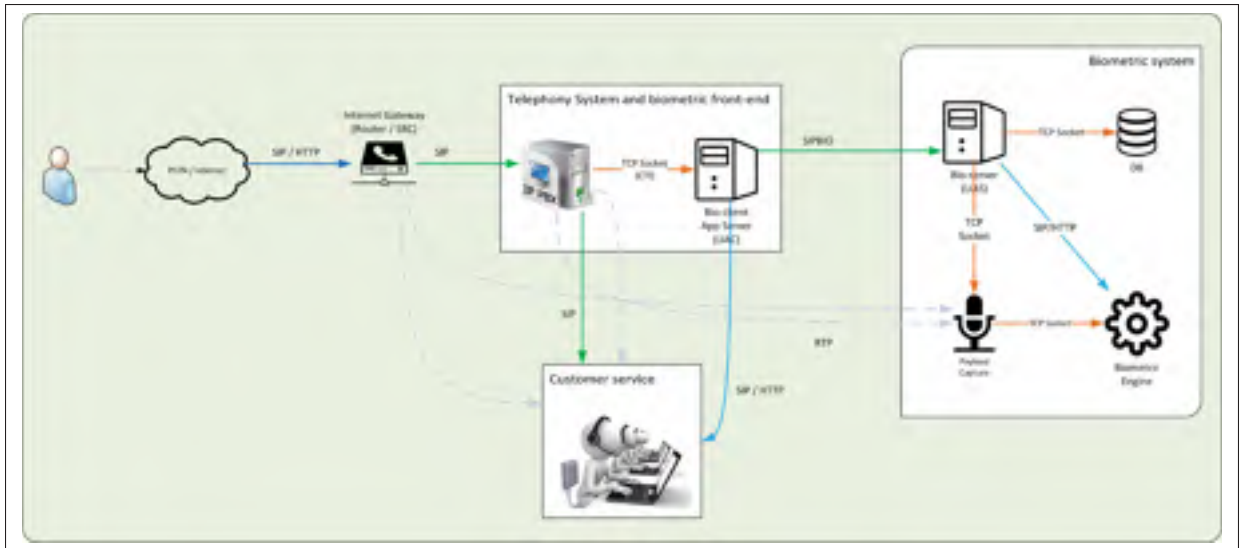 Biometric system
Telephony System and biometric front-end
Internet Gateway
(Router / SBC)
SIP / HTTP
SIP
TCP Socket
SIPBIO
TCP Socket
DB
Bio-server
(UAS)
Bio-client
App Server
(UAC)
TCP
Socket
SIP/HTTP
SIP
RTP
TCP Socket
Payload
Capture
Biometric
Engine
Customer service
SIP / HTTP